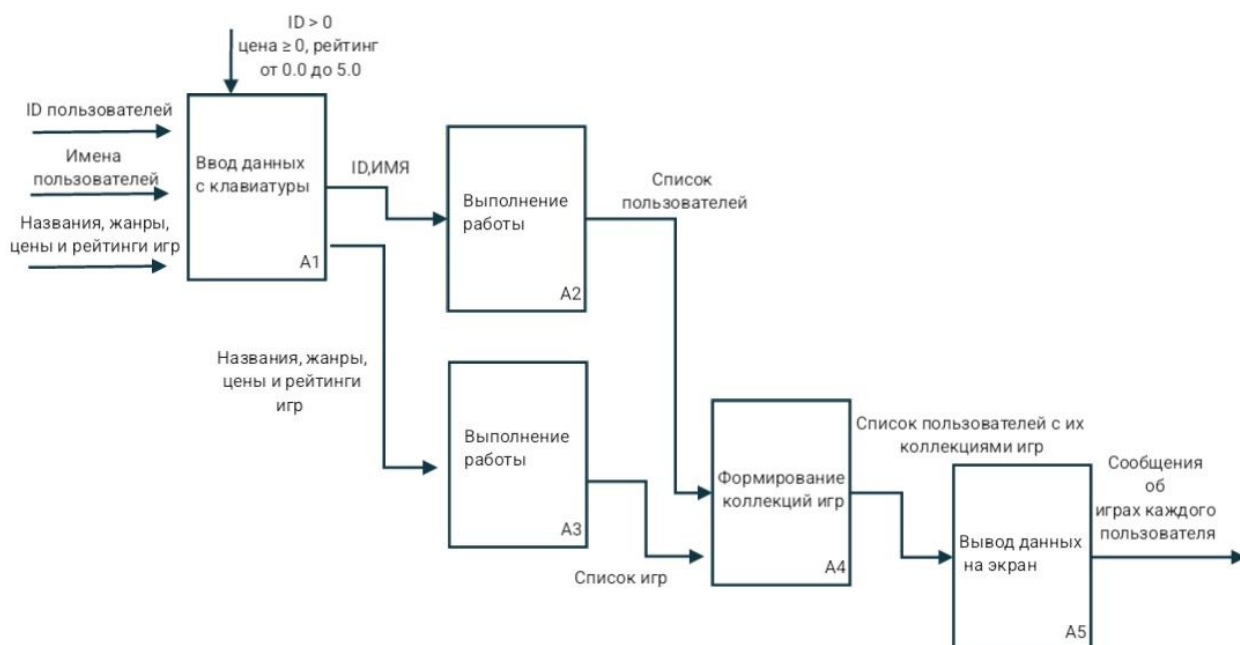 ID > 0
цена ≥ 0, рейтинг
от 0.0 до 5.0
ID пользователей
Имена
пользователей
Названия, жанры,
цены и рейтинги игр
Ввод данных
с клавиатуры
A1
ID,ИМЯ
Выполнение
работы
A2
Список
пользователей
Названия, жанры,
цены и рейтинги
игр
Выполнение
работы
A3
Список игр
Формирование
коллекций игр
A4
Список пользователей с их
коллекциями игр
Вывод данных
на экран
A5
Сообщения
об
играх каждого
пользователя